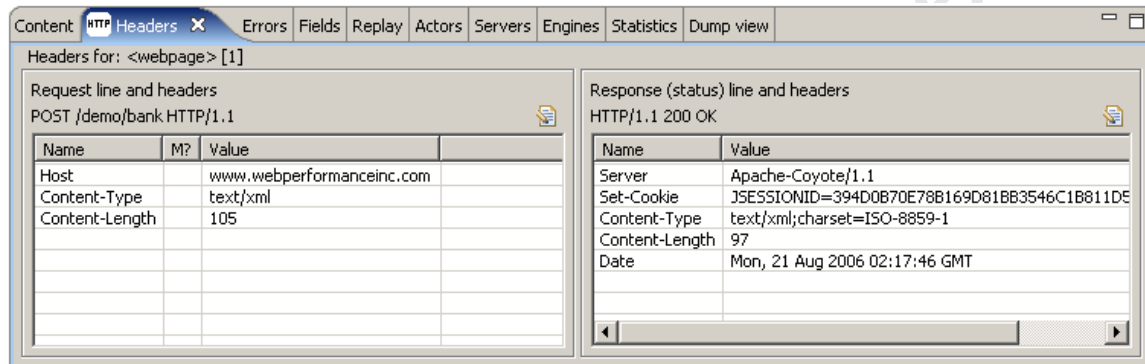 Content HTTP Headers X Errors Fields Replay Actors Servers Engines Statistics Dump view
Headers for: <webpage> [1]
Request line and headers
POST /demo/bank HTTP/1.1
Name M? Value
Host www.webperformanceinc.com
Content-Type text/xml
Content-Length 105
Response (status) line and headers
HTTP/1.1 200 OK
Name Value
Server Apache-Coyote/1.1
Set-Cookie JSESSIONID=394D0B70E78B169D81BB3546C1B811D5
Content-Type text/xml;charset=ISO-8859-1
Content-Length 97
Date Mon, 21 Aug 2006 02:17:46 GMT